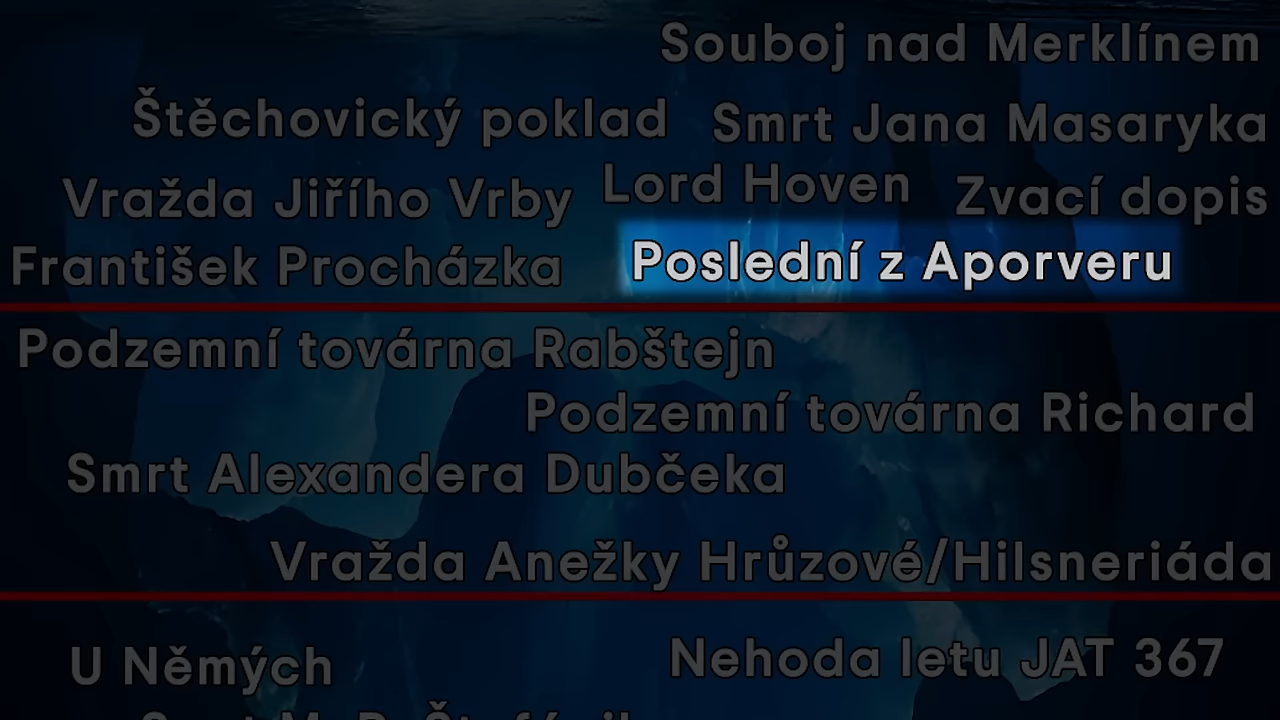 Souboj nad Merklínem
Štěchovický poklad
Smrt Jana Masaryka
Vražda Jiřího Vrby
Lord Hoven
Zvací dopis
František Procházka
Poslední z Aporveru
Podzemní továrna Rabštejn
Podzemní továrna Richard
Smrt Alexandera Dubčeka
Vražda Anežky Hrůzové/Hilsneriáda
U Němých
Nehoda letu JAT 367